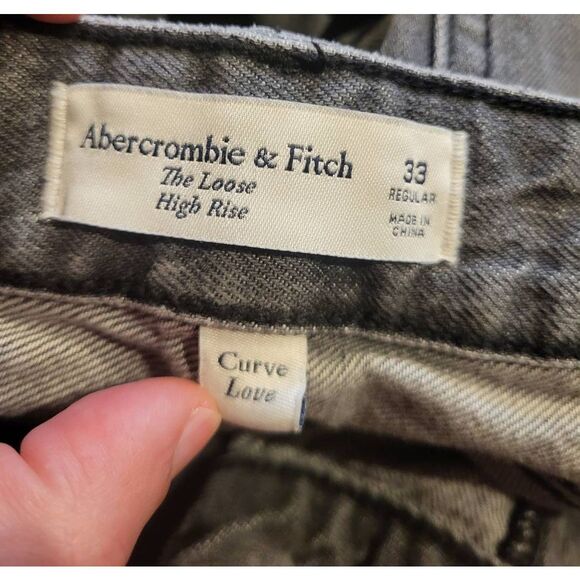 Abercrombie & Fitch
The Loose
High Rise
33
REGULAR
MADE IN
CHINA
Curve
Love